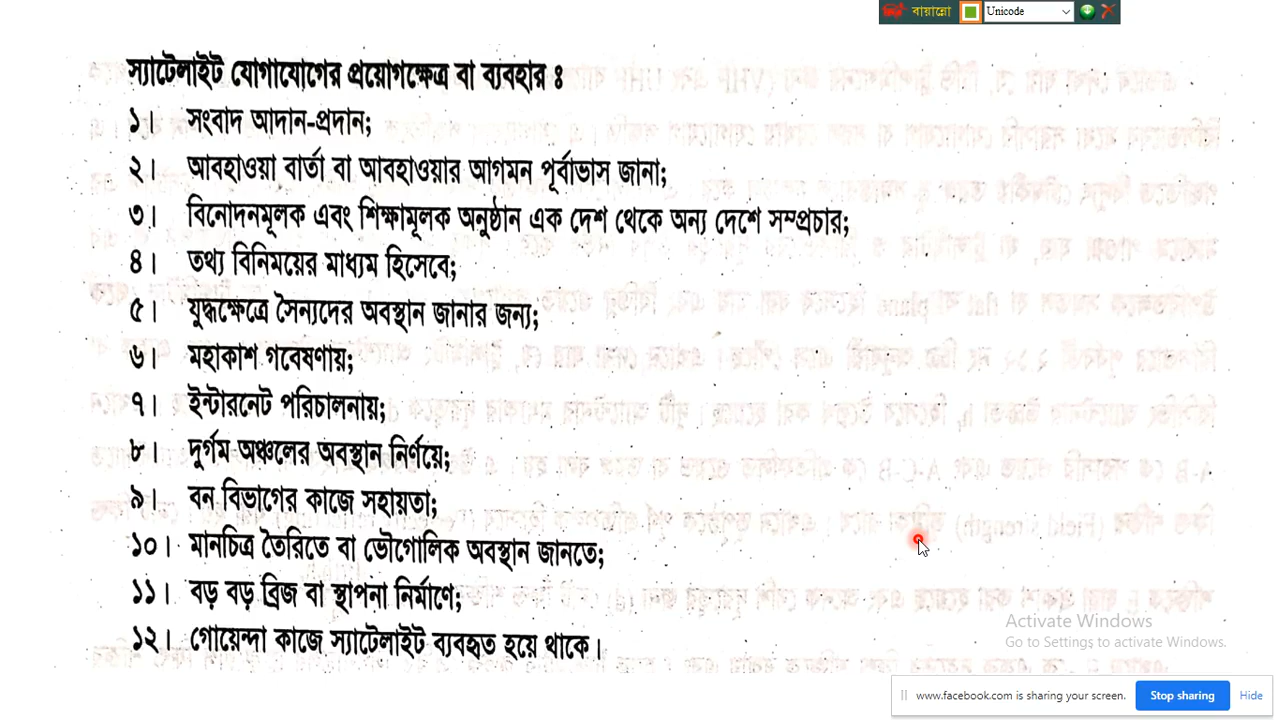 বায়ান্নো
Unicode
স্যাটেলাইট যোগাযোগের প্রয়োগক্ষেত্র বা ব্যবহার ঃ
১। সংবাদ আদান-প্রদান;
২। আবহাওয়া বার্তা বা আবহাওয়ার আগমন পূর্বাভাস জানা;
৩। বিনোদনমূলক এবং শিক্ষামূলক অনুষ্ঠান এক দেশ থেকে অন্য দেশে সম্প্রচার;
৪। তথ্য বিনিময়ের মাধ্যম হিসেবে;
৫। যুদ্ধক্ষেত্রে সৈন্যদের অবস্থান জানার জন্য;
৬। মহাকাশ গবেষণায়;
৭। ইন্টারনেট পরিচালনায়;
৮। দুর্গম অঞ্চলের অবস্থান নির্ণয়ে;
৯। বন বিভাগের কাজে সহায়তা;
১০। মানচিত্র তৈরিতে বা ভৌগোলিক অবস্থান জানতে;
১১। বড় বড় ব্রিজ বা স্থাপনা নির্মাণে;
১২। গোয়েন্দা কাজে স্যাটেলাইট ব্যবহৃত হয়ে থাকে।
Activate Windows
Go to Settings to activate Windows.
www.facebook.com is sharing your screen. Stop sharing Hide